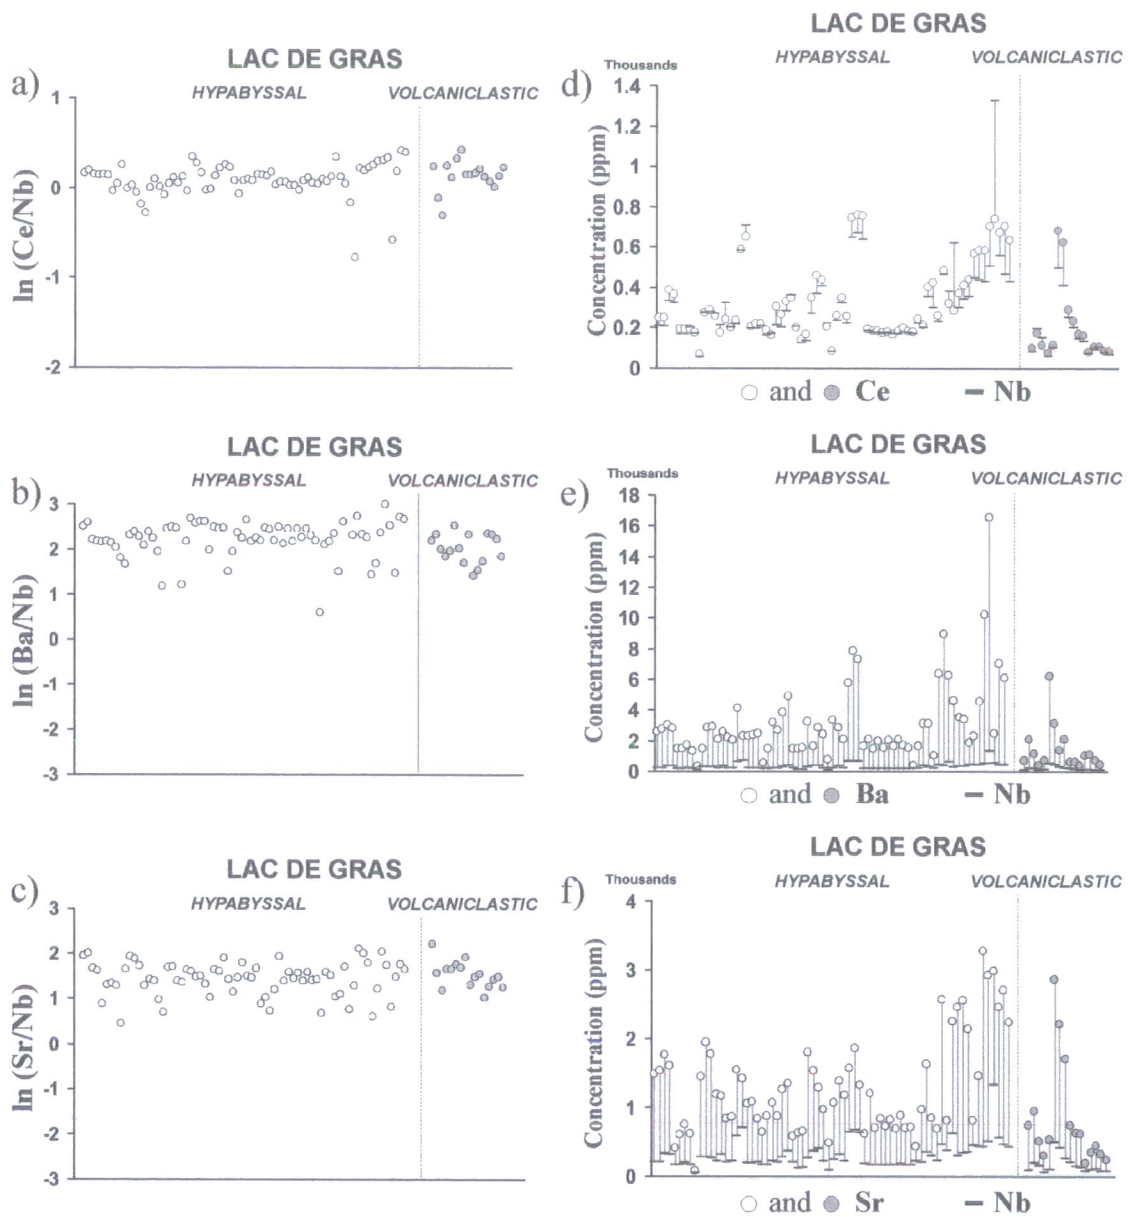 a)
LAC DE GRAS
HYPABYSSAL
VOLCANICLASTIC
ln (Ce/Nb)
1
0
-1
-2
d)
LAC DE GRAS
Thousands
HYPABYSSAL
VOLCANICLASTIC
Concentration (ppm)
1.4
1.2
1
0.8
0.6
0.4
0.2
0
and Ce
Nb
b)
LAC DE GRAS
HYPABYSSAL
VOLCANICLASTIC
ln (Ba/Nb)
3
2
1
0
-1
-2
-3
e)
LAC DE GRAS
Thousands
HYPABYSSAL
VOLCANICLASTIC
Concentration (ppm)
18
16
14
12
10
8
6
4
2
0
and Ba
Nb
c)
LAC DE GRAS
HYPABYSSAL
VOLCANICLASTIC
ln (Sr/Nb)
3
2
1
0
-1
-2
-3
f)
LAC DE GRAS
Thousands
HYPABYSSAL
VOLCANICLASTIC
Concentration (ppm)
4
3
2
1
0
and Sr
Nb